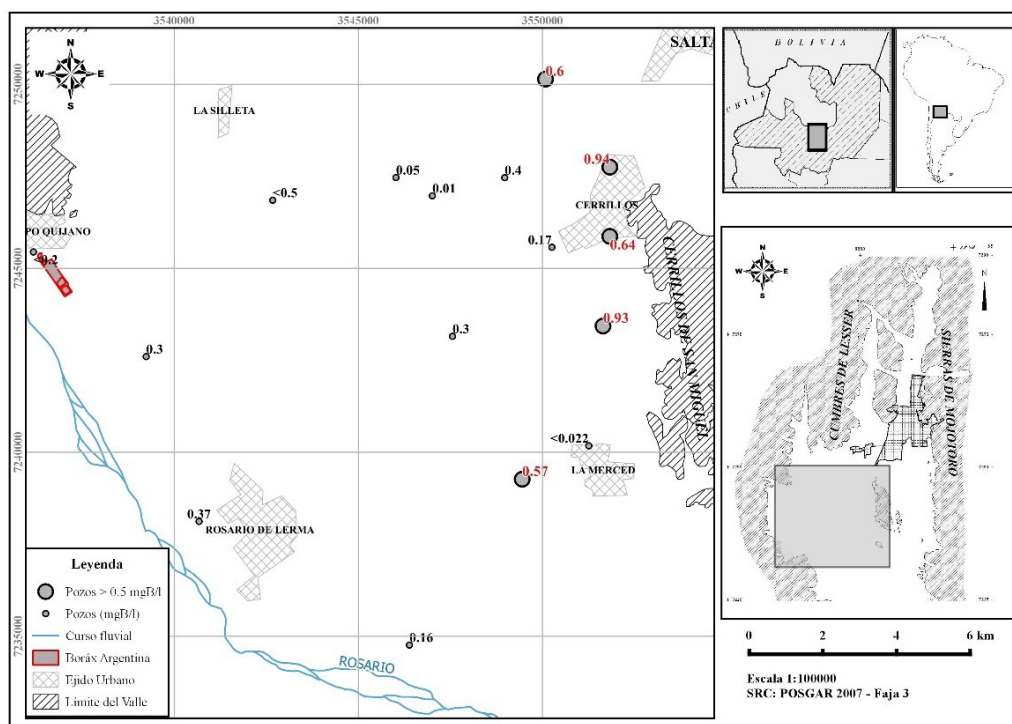 3540000
3545000
3550000
7250000
7245000
7240000
7235000
N
W
E
S
SALTA
0.6
LA SILLETA
0.94
0.05
0.4
0.01
<0.5
CERRILLOS
PO QUIJANO
0.17
0.64
<0.2
CERRILLOS DE SAN MIGUEL
0.93
0.3
0.3
<0.022
LA MERCED
0.57
0.37
ROSARIO DE LERMA
0.16
ROSARIO
Leyenda
Pozos > 0.5 mgB/l
Pozos (mgB/l)
Curso fluvial
Boráx Argentina
Ejido Urbano
Límite del Valle
BOLIVIA
CHILE
N
W
E
S
N
CUMBRES DE LESSER
SIERRAS DE MOJOTORO
0
2
4
6 km
Escala 1:100000
SRC: POSGAR 2007 - Faja 3